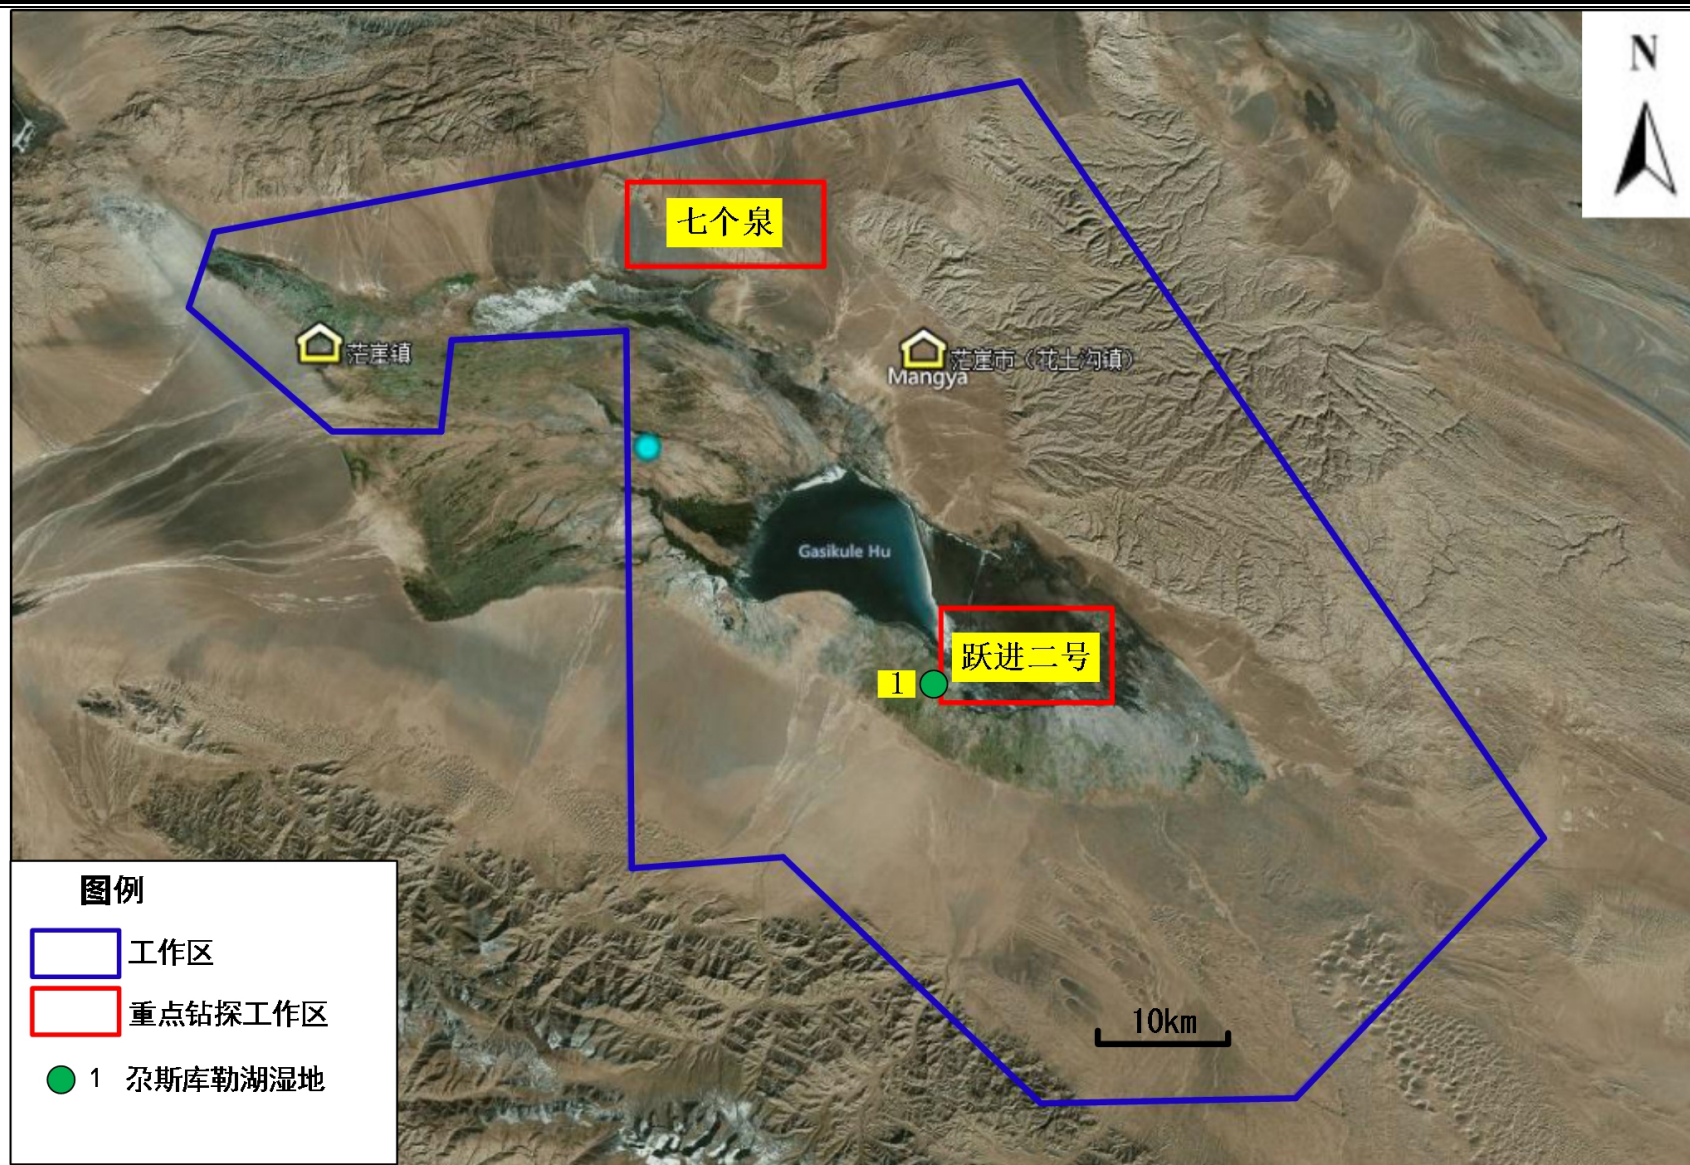 N
七个泉
茫崖镇
茫崖市（花土沟镇）
Mangya
Gasikule Hu
跃进二号
1
图例
工作区
重点钻探工作区
1 尕斯库勒湖湿地
10km